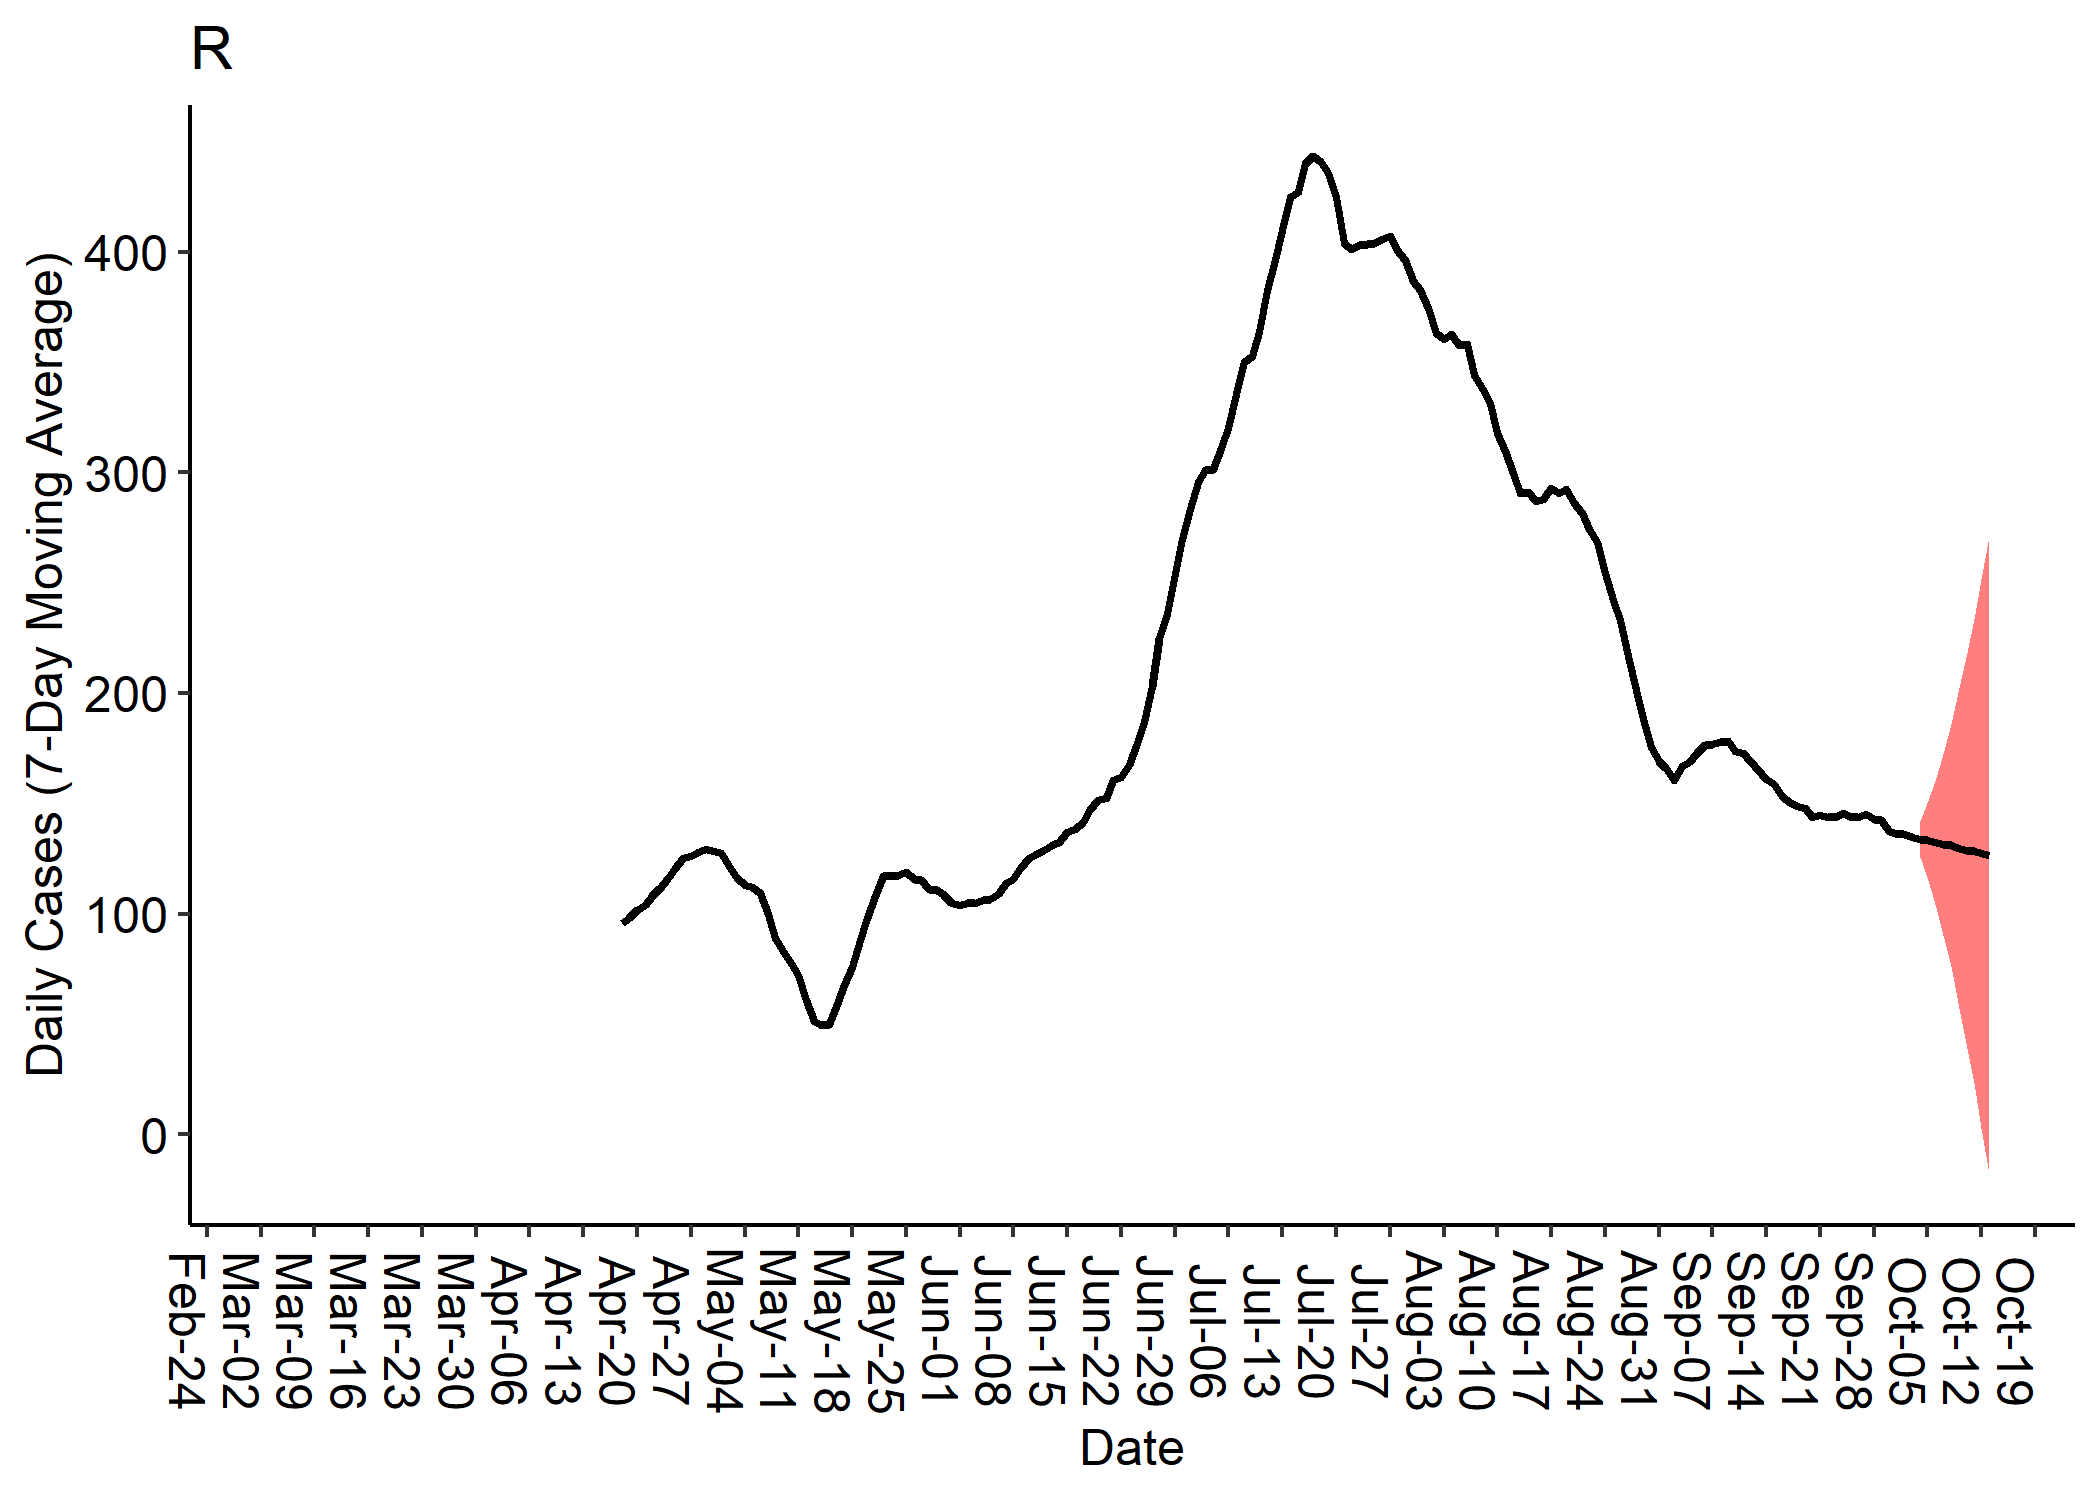 R
Daily Cases (7-Day Moving Average)
400
300
200
100
0
Feb-24
Mar-02
Mar-09
Mar-16
Mar-23
Mar-30
Apr-06
Apr-13
Apr-20
Apr-27
May-04
May-11
May-18
May-25
Jun-01
Jun-08
Jun-15
Jun-22
Jun-29
Jul-06
Jul-13
Jul-20
Jul-27
Aug-03
Aug-10
Aug-17
Aug-24
Aug-31
Sep-07
Sep-14
Sep-21
Sep-28
Oct-05
Oct-12
Oct-19
Date